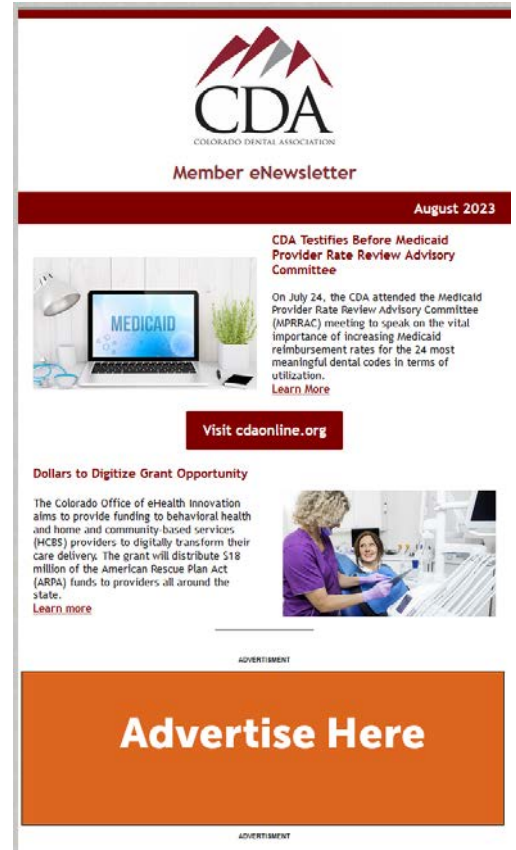 CDA
COLORADO DENTAL ASSOCIATION
Member eNewsletter
August 2023
MEDICAID
CDA Testifies Before Medicaid
Provider Rate Review Advisory
Committee
On July 24, the CDA attended the Medicaid
Provider Rate Review Advisory Committee
(MPRRAC) meeting to speak on the vital
importance of increasing Medicaid
reimbursement rates for the 24 most
meaningful dental codes in terms of
utilization.
Learn More
Visit cdaonline.org
Dollars to Digitize Grant Opportunity
The Colorado Office of eHealth Innovation
aims to provide funding to behavioral health
and home and community-based services
(HCBS) providers to digitally transform their
care delivery. The grant will distribute $18
million of the American Rescue Plan Act
(ARPA) funds to providers all around the
state.
Learn more
ADVERTISMENT
Advertise Here
ADVERTISMENT